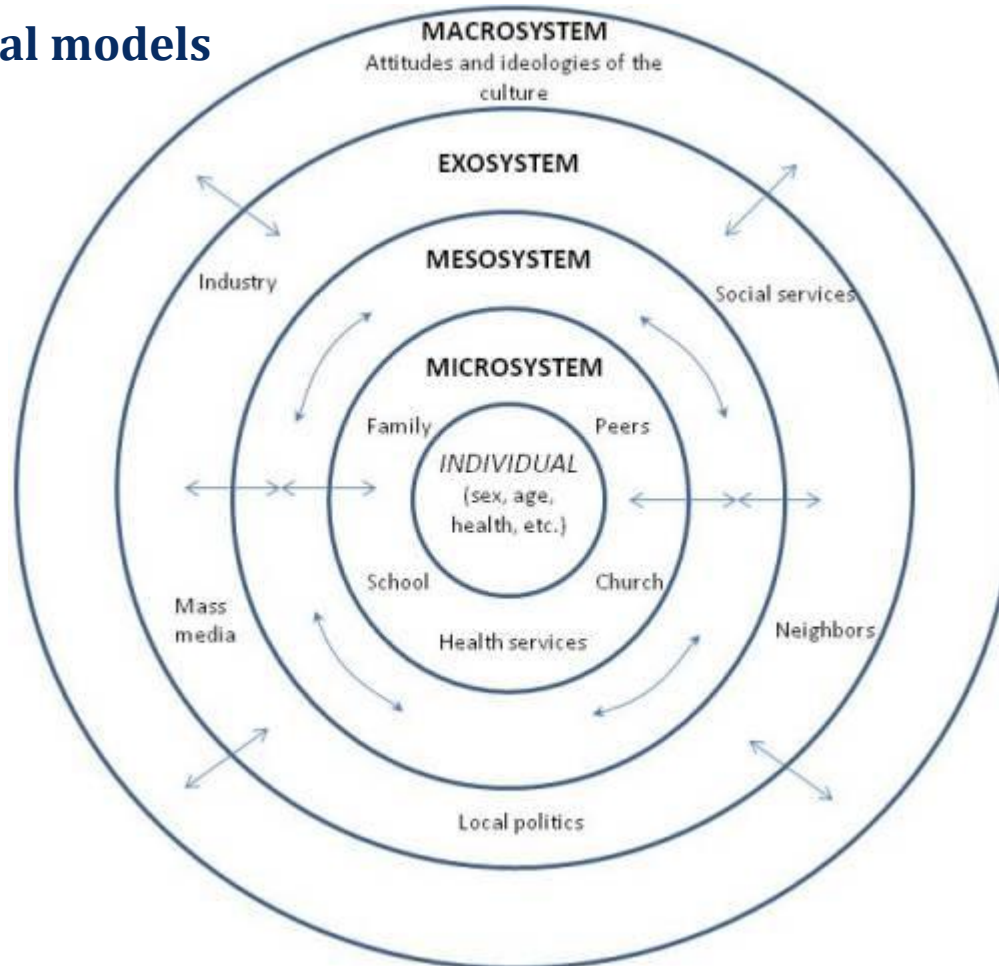 al models
MACROSYSTEM
Attitudes and ideologies of the
culture
EXOSYSTEM
MESOSYSTEM
Industry
Social services
MICROSYSTEM
Family
Peers
INDIVIDUAL
(sex, age,
health, etc.)
School
Church
Mass
media
Health services
Neighbors
Local politics